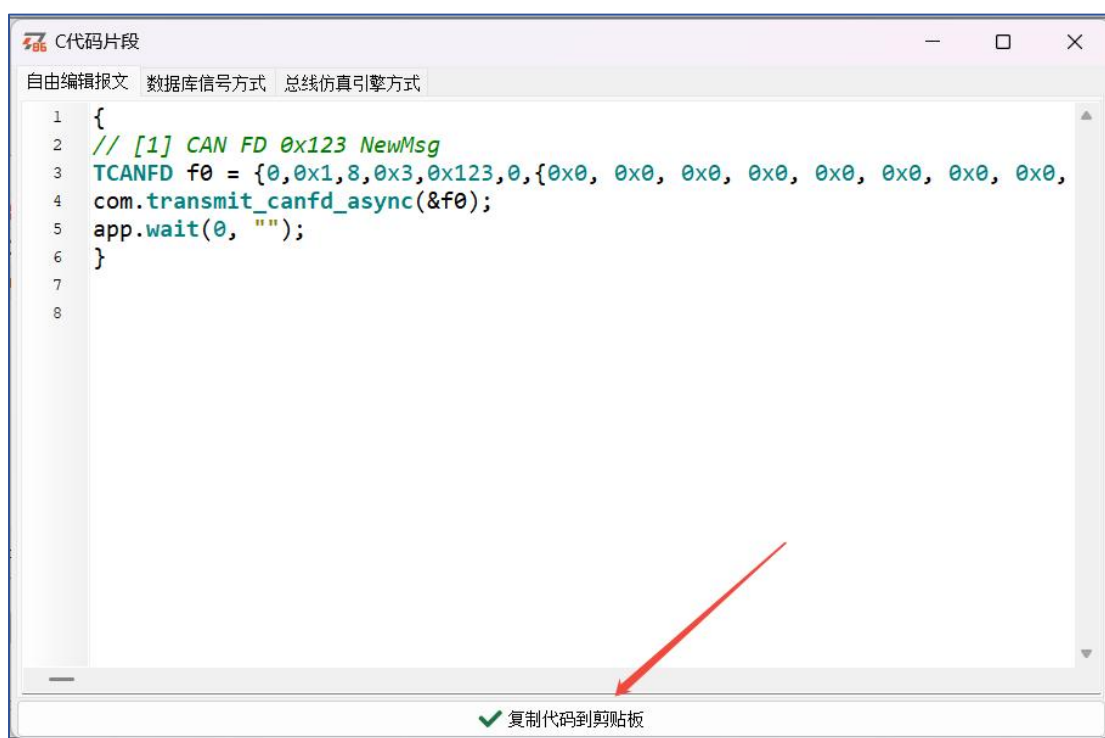 C代码片段
自由编辑报文 数据库信号方式 总线仿真引擎方式
1 {
2 // [1] CAN FD 0x123 NewMsg
3 TCANFD f0 = {0,0x1,8,0x3,0x123,0,{0x0, 0x0, 0x0, 0x0, 0x0, 0x0, 0x0, 0x0,
4 com.transmit_canfd_async(&f0);
5 app.wait(0, "");
6 }
7
8
复制代码到剪贴板